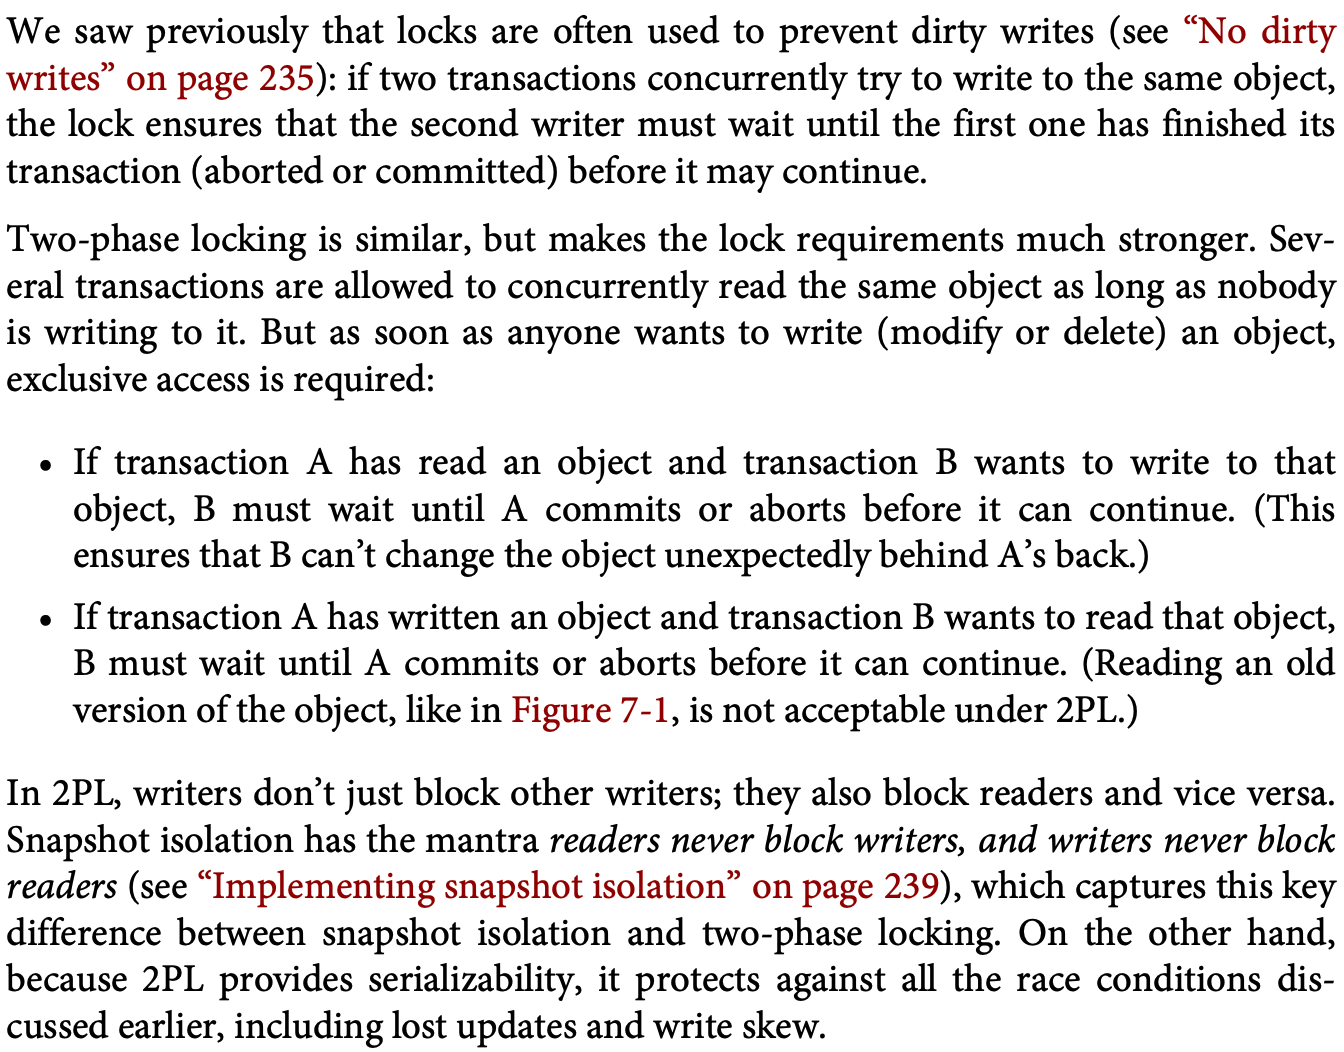 We saw previously that locks are often used to prevent dirty writes (see “No dirty
writes” on page 235): if two transactions concurrently try to write to the same object,
the lock ensures that the second writer must wait until the first one has finished its
transaction (aborted or committed) before it may continue.
Two-phase locking is similar, but makes the lock requirements much stronger. Sev-
eral transactions are allowed to concurrently read the same object as long as nobody
is writing to it. But as soon as anyone wants to write (modify or delete) an object,
exclusive access is required:
• If transaction A has read an object and transaction B wants to write to that
object, B must wait until A commits or aborts before it can continue. (This
ensures that B can’t change the object unexpectedly behind A’s back.)
• If transaction A has written an object and transaction B wants to read that object,
B must wait until A commits or aborts before it can continue. (Reading an old
version of the object, like in Figure 7-1, is not acceptable under 2PL.)
In 2PL, writers don’t just block other writers; they also block readers and vice versa.
Snapshot isolation has the mantra readers never block writers, and writers never block
readers (see “Implementing snapshot isolation” on page 239), which captures this key
difference between snapshot isolation and two-phase locking. On the other hand,
because 2PL provides serializability, it protects against all the race conditions dis-
cussed earlier, including lost updates and write skew.